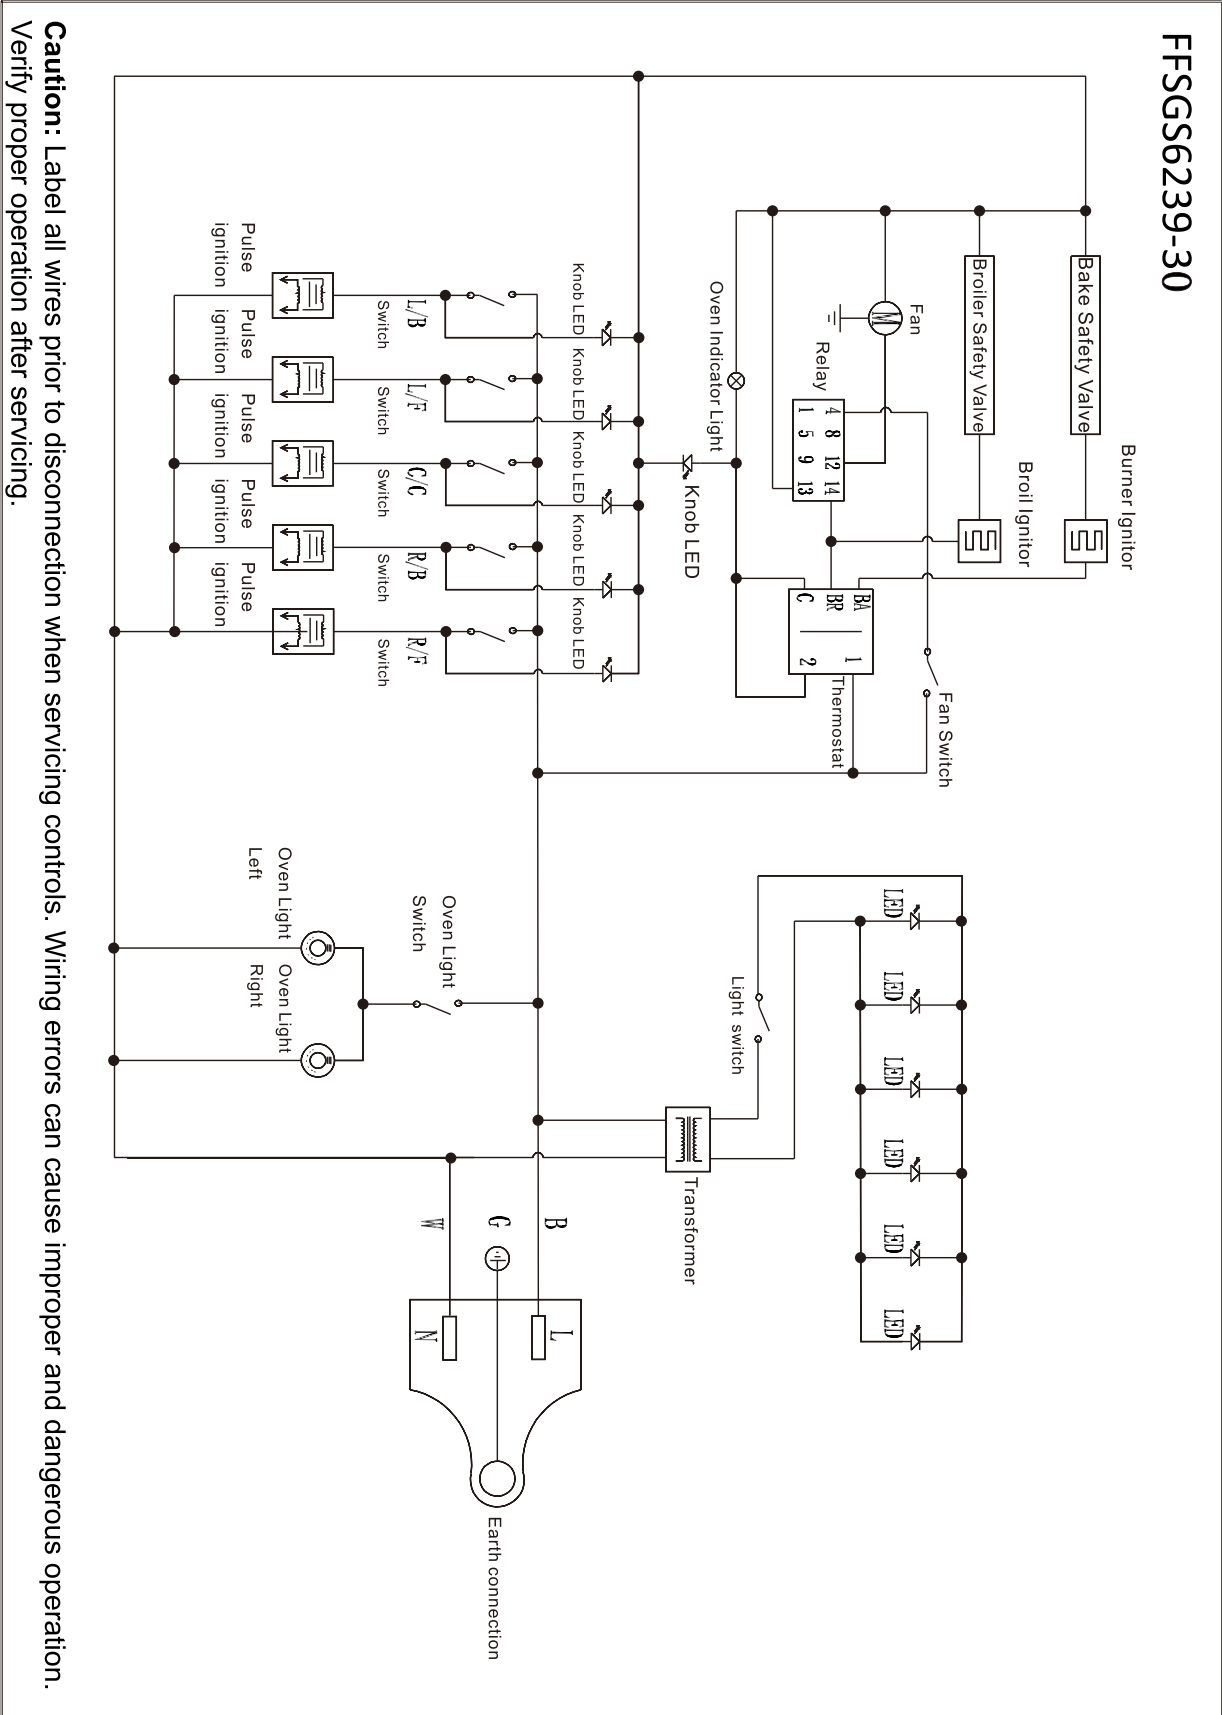 FFSGS6239-30
Burner Ignitor
Bake Safety Valve
Broil Ignitor
Broiler Safety Valve
Fan
Fan Switch
M
Relay
4 8 12 14
1 5 9 13
BA
BR
C
1
2
Thermostat
Oven Indicator Light
Knob LED
LED
LED
LED
LED
LED
LED
Light switch
Transformer
Knob LED
Knob LED
Knob LED
Knob LED
Knob LED
L/B
Switch
L/F
Switch
C/C
Switch
R/B
Switch
R/F
Switch
Pulse
ignition
Pulse
ignition
Pulse
ignition
Pulse
ignition
Pulse
ignition
Oven Light
Switch
Oven Light
Left
Oven Light
Right
B
G
W
L
N
Earth connection
Caution: Label all wires prior to disconnection when servicing controls. Wiring errors can cause improper and dangerous operation.
Verify proper operation after servicing.